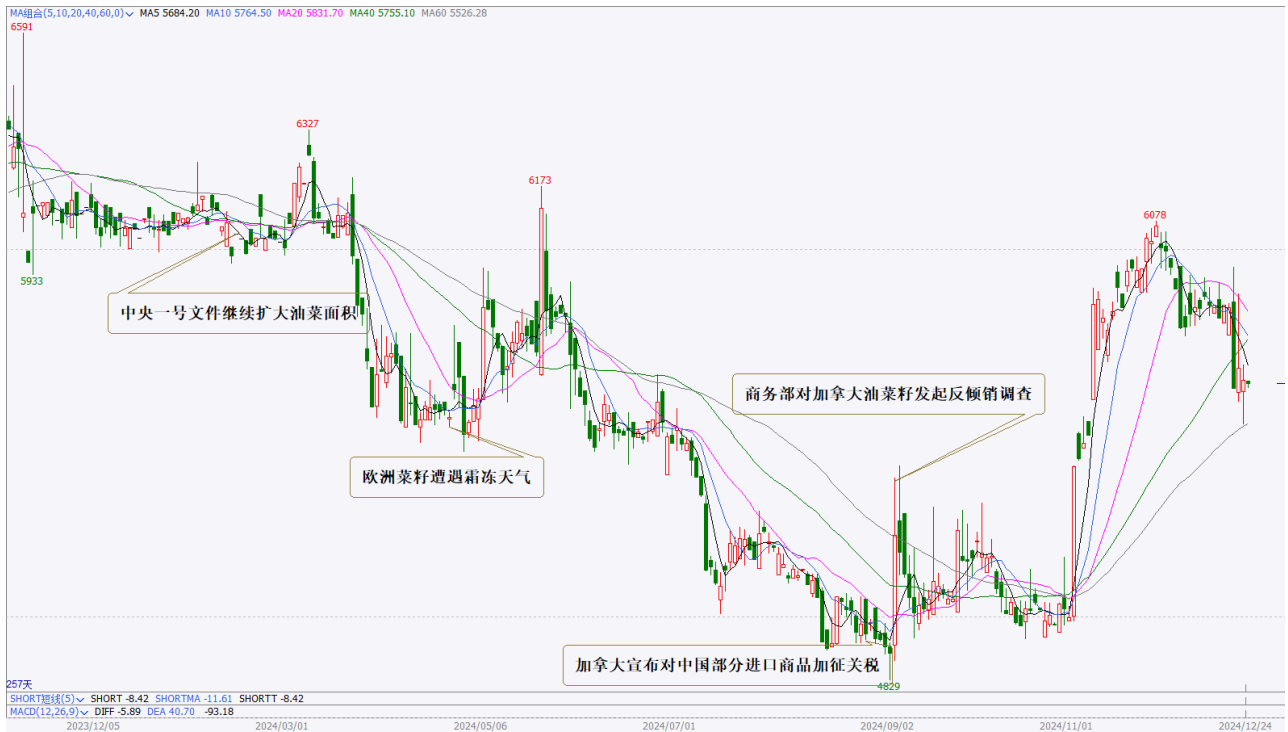 MA组合(5,10,20,40,60,0) MA5 5684.20 MA10 5764.50 MA20 5831.70 MA40 5755.10 MA60 5526.28
6591
6327
6173
6078
5933
中央一号文件继续扩大油菜面积
商务部对加拿大油菜籽发起反倾销调查
欧洲菜籽遭遇霜冻天气
加拿大宣布对中国部分进口商品加征关税
4829
257天
SHORT短线(5) SHORT -8.42 SHORTMA -11.61 SHORTT -8.42
MACD(12,26,9) DIFF -5.89 DEA 40.70 -93.18
2023/12/05 2024/03/01 2024/05/06 2024/07/01 2024/09/02 2024/11/01 2024/12/24